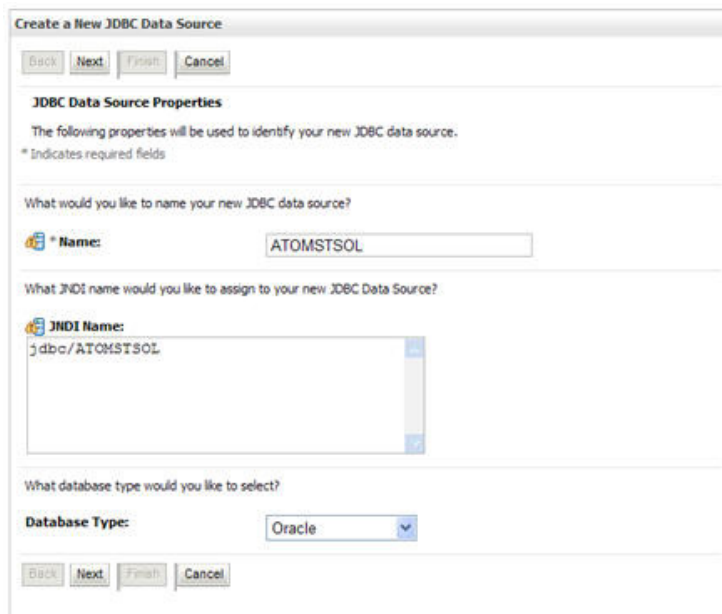 Create a New JDBC Data Source
Back Next Finish Cancel
JDBC Data Source Properties
The following properties will be used to identify your new JDBC data source.
* Indicates required fields
What would you like to name your new JDBC data source?
* Name: ATOMSTSOL
What JNDI name would you like to assign to your new JDBC Data Source?
JNDI Name:
jdbc/ATOMSTSOL
What database type would you like to select?
Database Type: Oracle
Back Next Finish Cancel